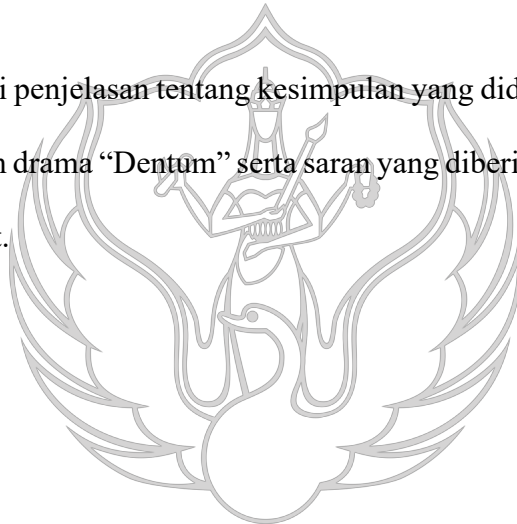 i penjelasan tentang kesimpulan yang did
n drama “Dentum” serta saran yang diberi
t.